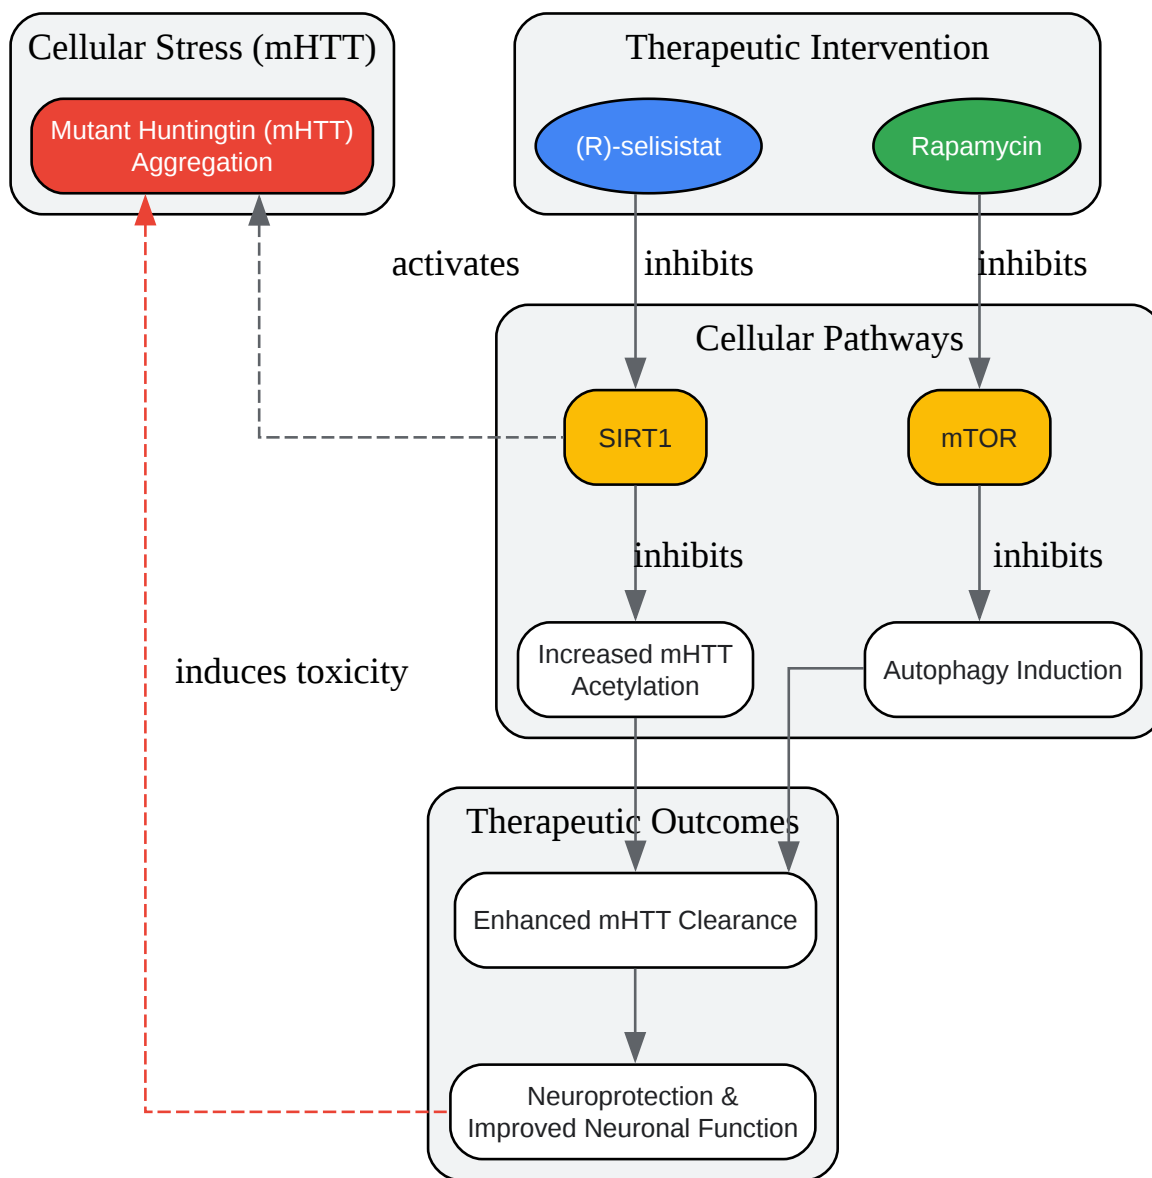 Cellular Stress (mHTT)
Therapeutic Intervention
Mutant Huntingtin (mHTT)
Aggregation
(R)-selisistat
Rapamycin
activates
inhibits
inhibits
Cellular Pathways
SIRT1
mTOR
inhibits
inhibits
Increased mHTT
Acetylation
Autophagy Induction
induces toxicity
Therapeutic Outcomes
Enhanced mHTT Clearance
Neuroprotection &
Improved Neuronal Function